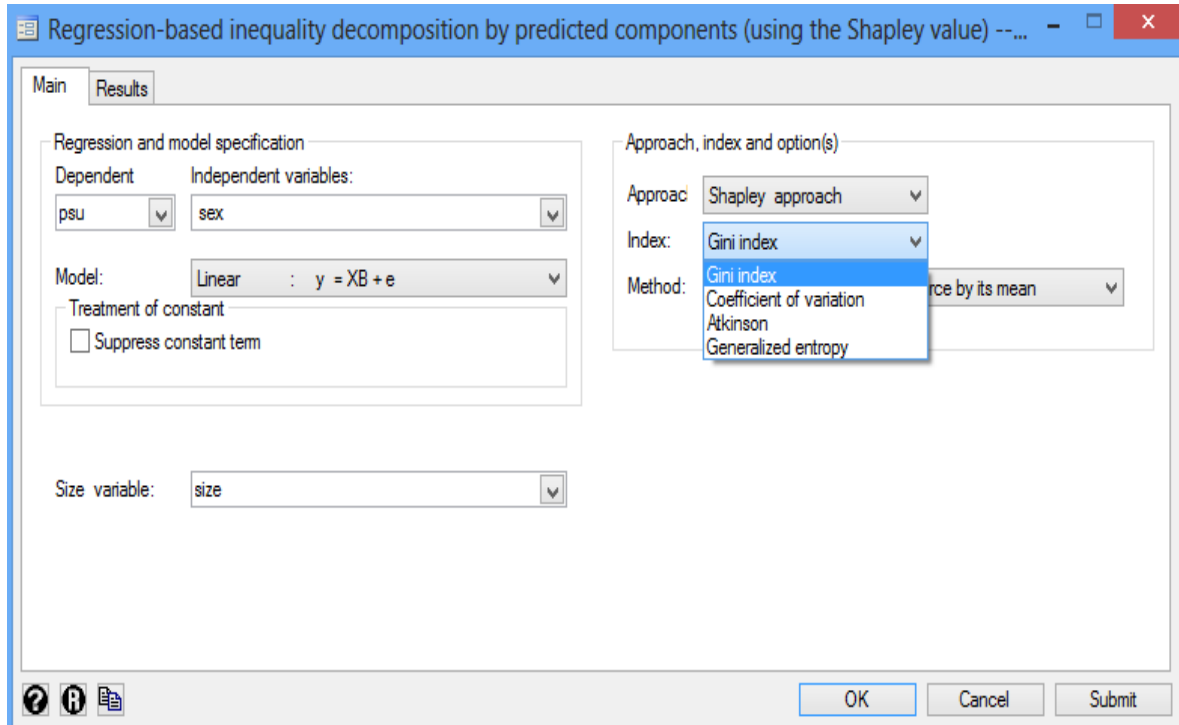 Regression-based inequality decomposition by predicted components (using the Shapley value) --...
Main Results
Regression and model specification
Dependent Independent variables:
psu sex
Model: Linear : y = XB + e
Treatment of constant
Suppress constant term
Size variable: size
Approach, index and option(s)
Approac Shapley approach
Index: Gini index
Gini index
Coefficient of variation
Atkinson
Generalized entropy
Method: by its mean
OK Cancel Submit